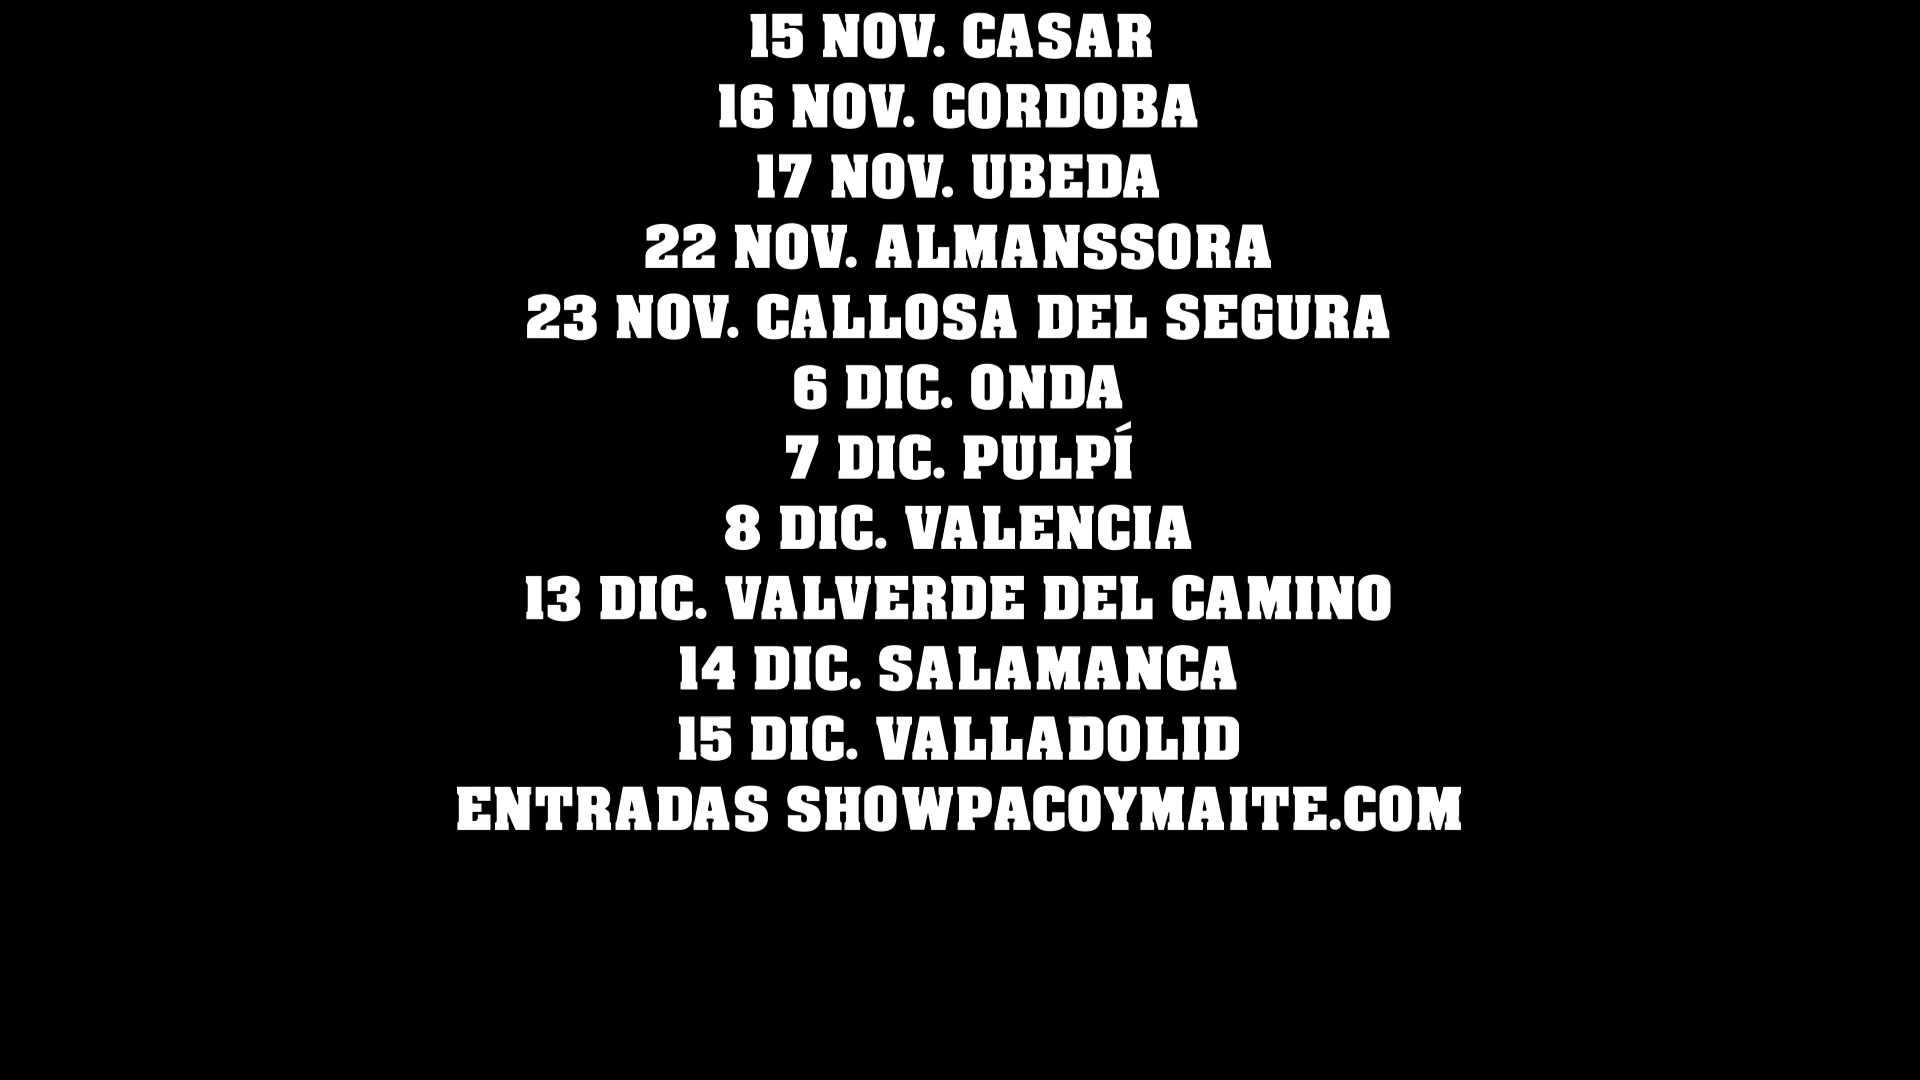 15 NOV. CASAR
16 NOV. CORDOBA
17 NOV. UBEDA
22 NOV. ALMANSSORA
23 NOV. CALLOSA DEL SEGURA
6 DIC. ONDA
7 DIC. PULPÍ
8 DIC. VALENCIA
13 DIC. VALVERDE DEL CAMINO
14 DIC. SALAMANCA
15 DIC. VALLADOLID
ENTRADAS SHOWPACOYMAITE.COM